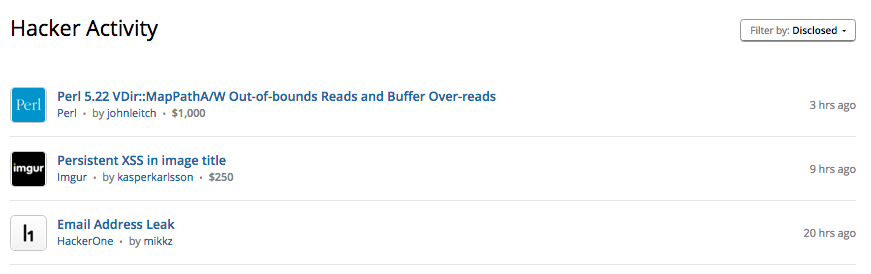 Hacker Activity
Filter by: Disclosed
Perl
Perl 5.22 VDir::MapPathA/W Out-of-bounds Reads and Buffer Over-reads
Perl • by johnleitch • $1,000
3 hrs ago
imgur
Persistent XSS in image title
Imgur • by kasperkarlsson • $250
9 hrs ago
h1
Email Address Leak
HackerOne • by mikkz
20 hrs ago